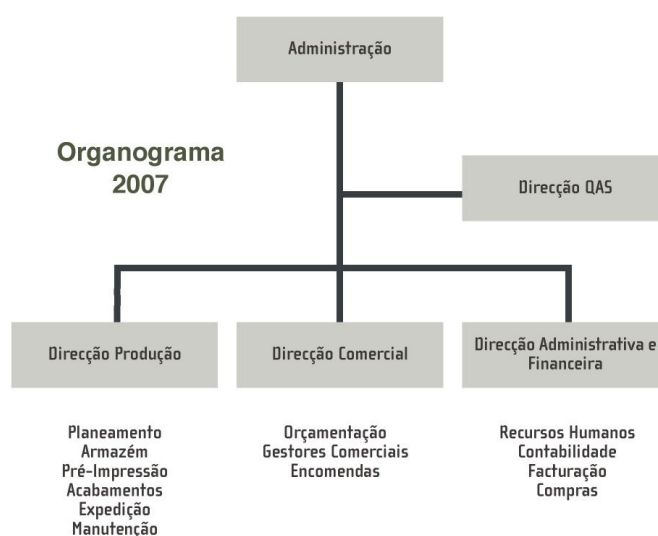 Administração
Organograma
2007
Direcção QAS
Direcção Produção
Direcção Comercial
Direcção Administrativa e
Financeira
Planeamento
Armazém
Pré-Impressão
Acabamentos
Expedição
Manutenção
Orçamentação
Gestores Comerciais
Encomendas
Recursos Humanos
Contabilidade
Facturação
Compras